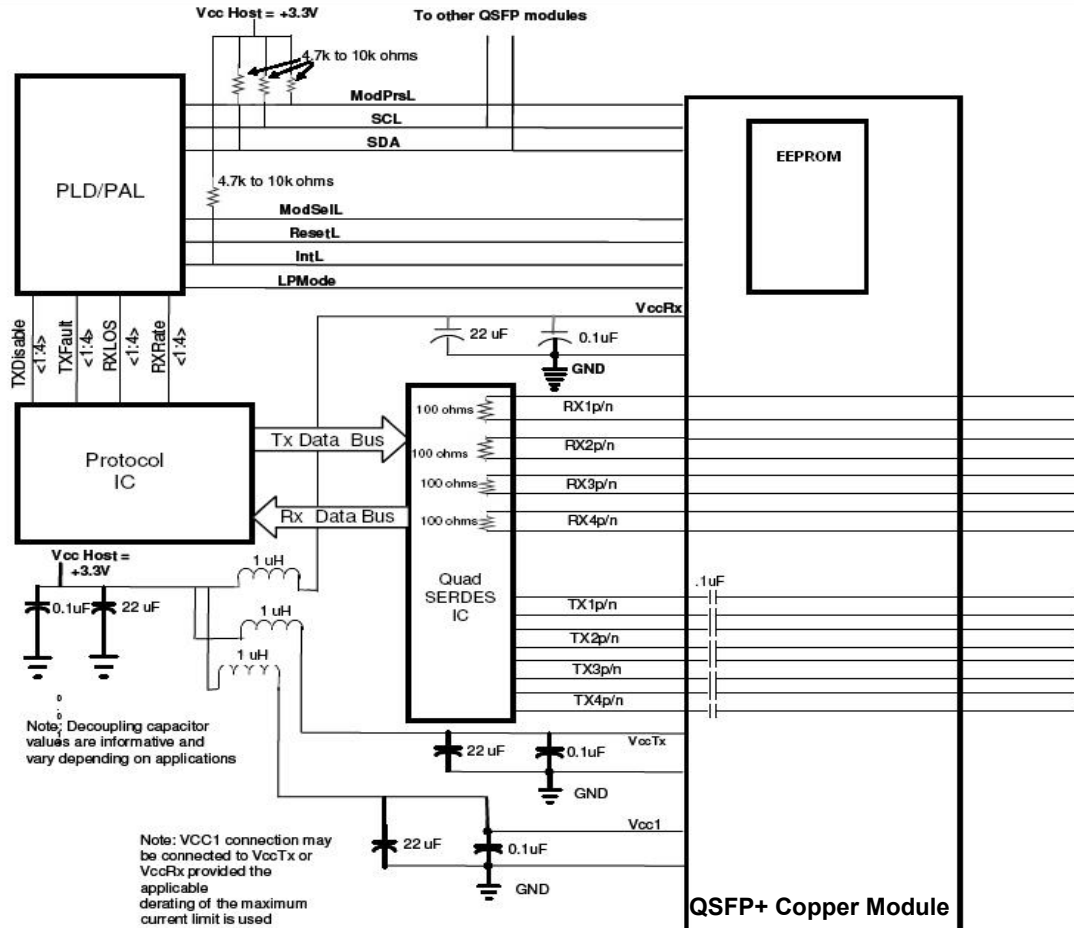 Vcc Host = +3.3V
To other QSFP modules
4.7k to 10k ohms
ModPrsL
SCL
SDA
EEPROM
PLD/PAL
4.7k to 10k ohms
ModSelL
ResetL
IntL
LPMode
VccRx
TXDisable
<1:4>
TXFault
<1:4>
RXLOS
<1:4>
RXRate
<1:4>
22 uF
0.1uF
GND
100 ohms
RX1p/n
Tx Data Bus
100 ohms
RX2p/n
Protocol
IC
100 ohms
RX3p/n
Rx Data Bus
100 ohms
RX4p/n
Vcc Host =
+3.3V
1 uH
0.1uF
22 uF
1 uH
1 uH
Quad
SERDES
IC
.1uF
TX1p/n
TX2p/n
TX3p/n
TX4p/n
Note: Decoupling capacitor
values are informative and
vary depending on applications
22 uF
0.1uF
VccTx
GND
Note: VCC1 connection may
be connected to VccTx or
VccRx provided the
applicable
derating of the maximum
current limit is used
22 uF
0.1uF
Vcc1
GND
QSFP+ Copper Module